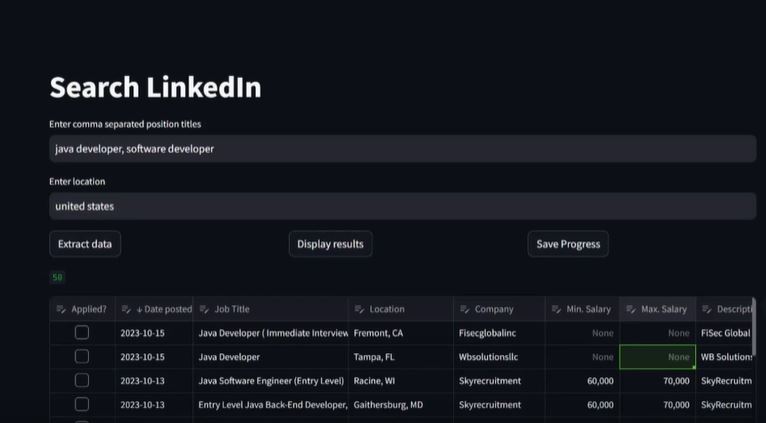 Search LinkedIn
Enter comma separated position titles
java developer, software developer
Enter location
united states
Extract data Display results Save Progress
50
Applied? ↓ Date posted Job Title Location Company Min. Salary Max. Salary Descripti
2023-10-15 Java Developer ( Immediate Interview Fremont, CA Fisecglobalinc None None FiSec Global
2023-10-15 Java Developer Tampa, FL Wbsolutionsllc None None WB Solutions
2023-10-13 Java Software Engineer (Entry Level) Racine, WI Skyrecruitment 60,000 70,000 SkyRecruitm
2023-10-13 Entry Level Java Back-End Developer, Gaithersburg, MD Skyrecruitment 60,000 70,000 SkyRecruitm